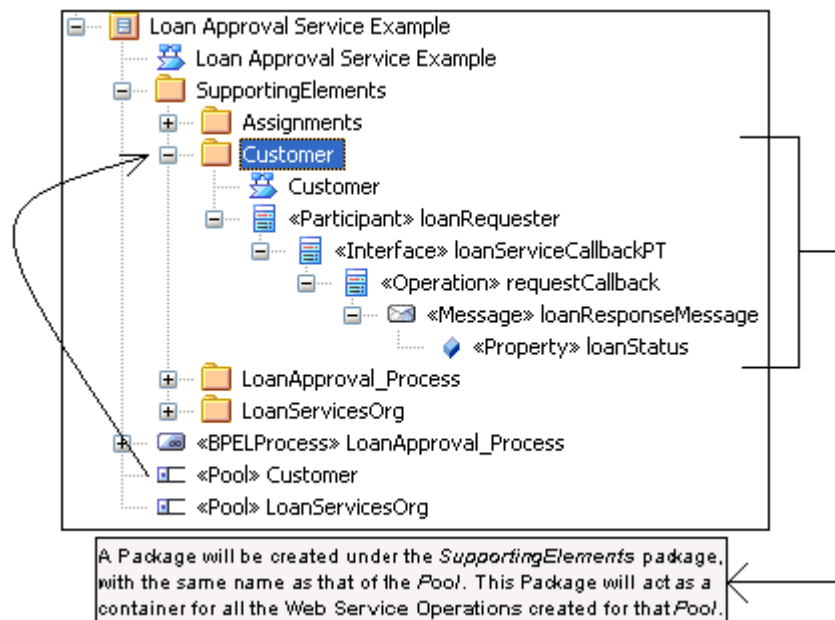 Loan Approval Service Example
Loan Approval Service Example
SupportingElements
Assignments
Customer
Customer
«Participant» loanRequester
«Interface» loanServiceCallbackPT
«Operation» requestCallback
«Message» loanResponseMessage
«Property» loanStatus
LoanApproval_Process
LoanServicesOrg
«BPELProcess» LoanApproval_Process
«Pool» Customer
«Pool» LoanServicesOrg
A Package will be created under the SupportingElements package,
with the same name as that of the Pool. This Package will act as a
container for all the Web Service Operations created for that Pool.